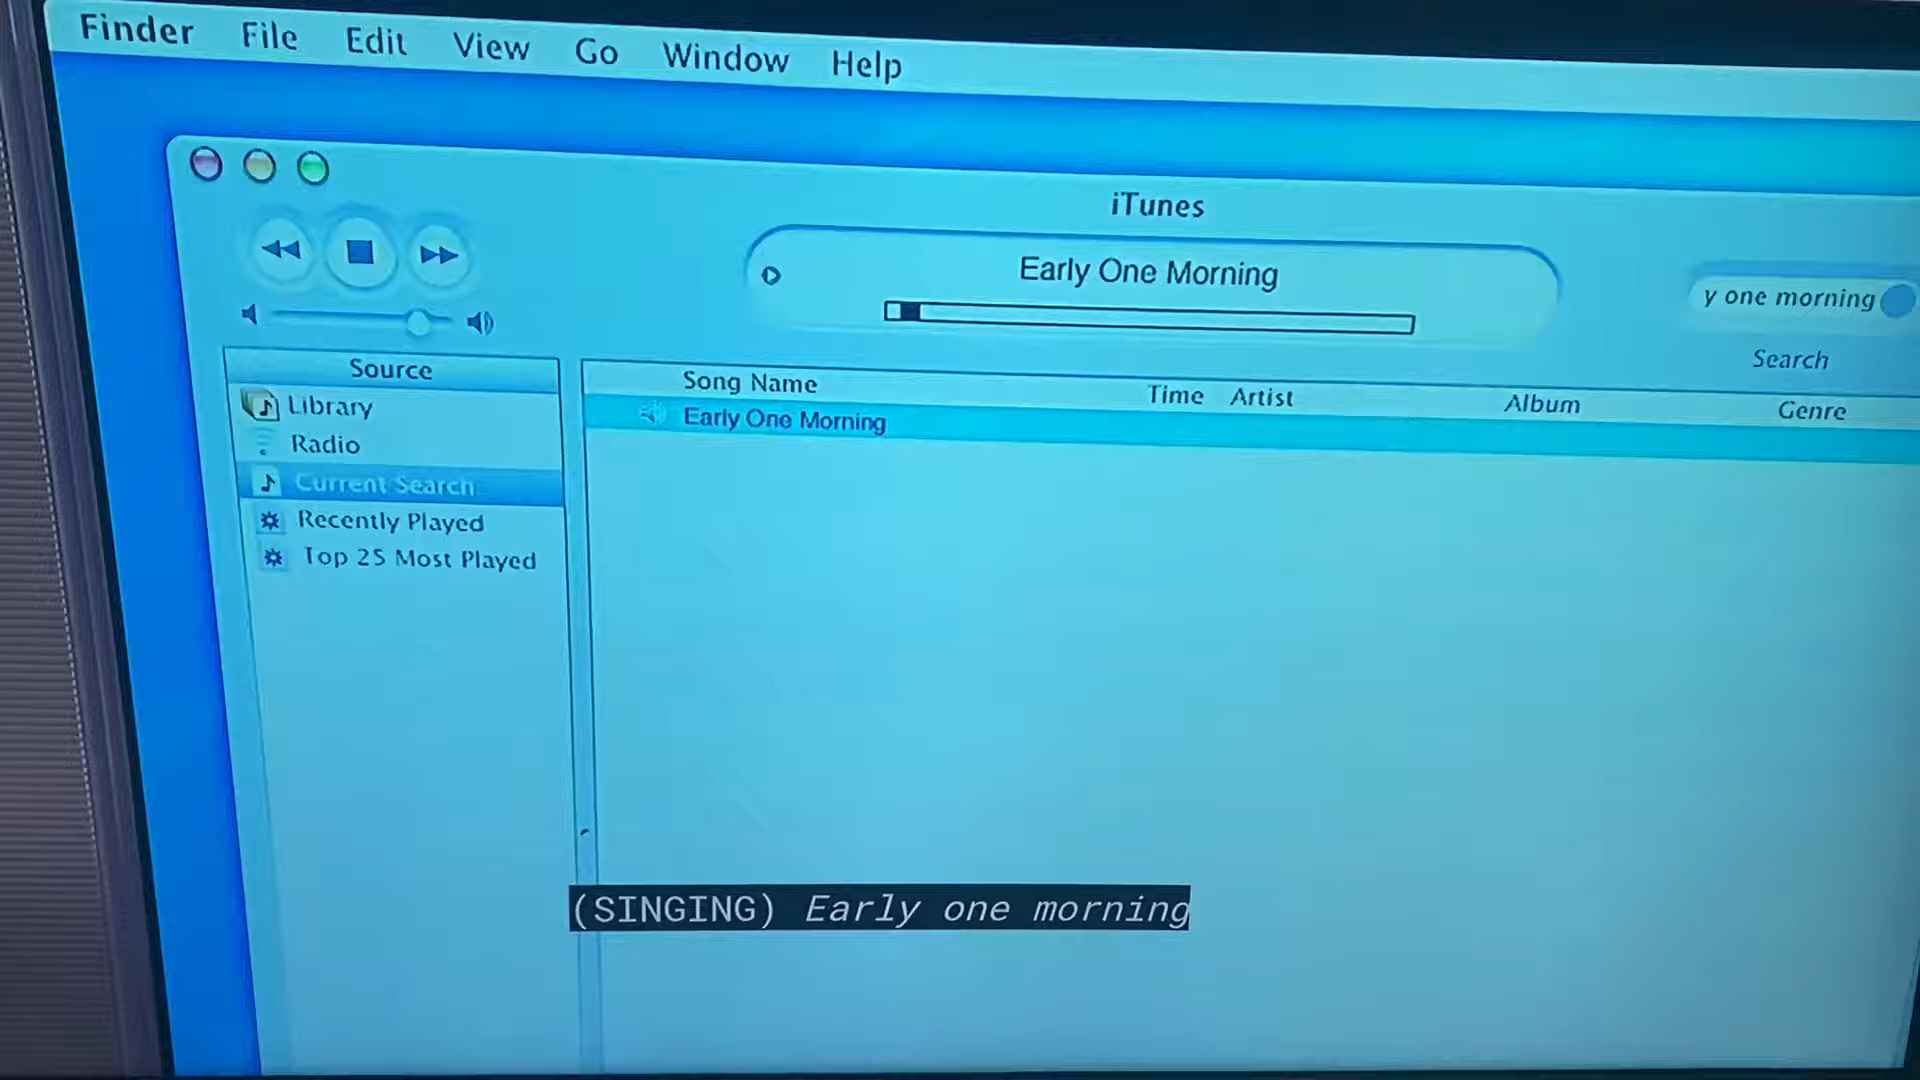 Finder File Edit View Go Window Help
iTunes
Early One Morning
y one morning
Search
Source
Song Name Time Artist Album Genre
Library
Early One Morning
Radio
Current Search
Recently Played
Top 25 Most Played
(SINGING) Early one morning